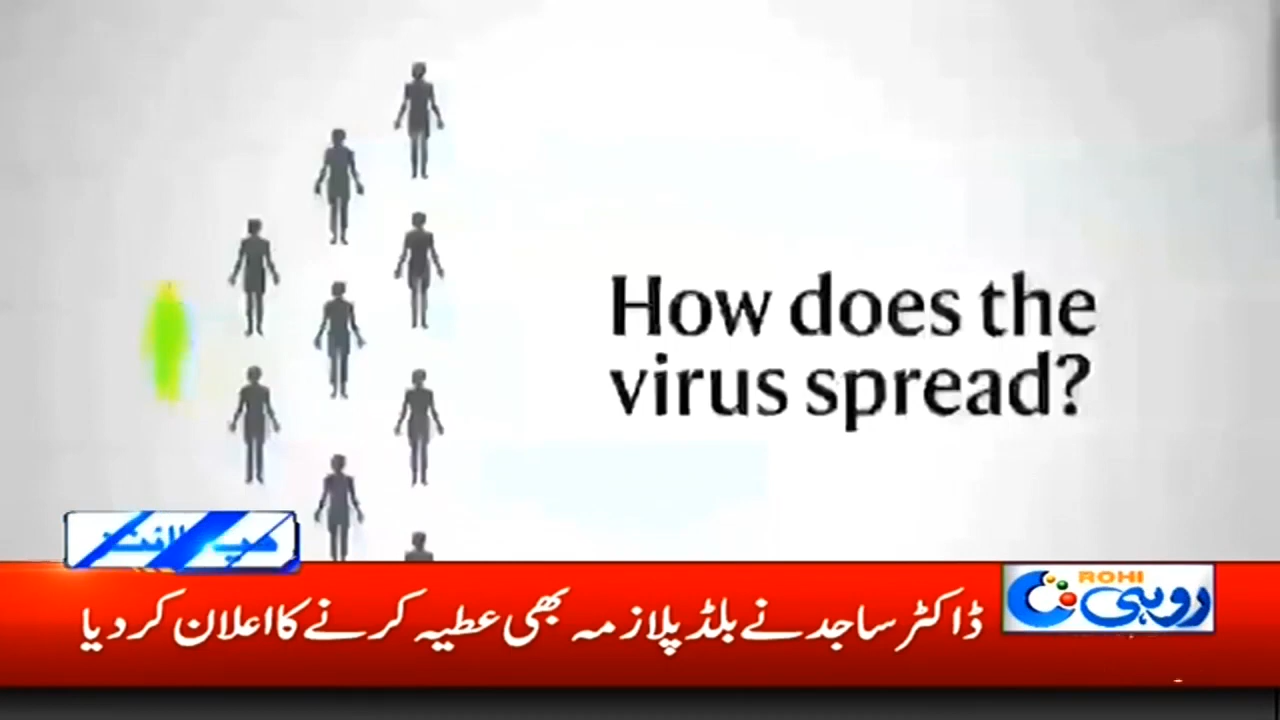 How does the
virus spread?
ROHI
روہی
ڈاکٹر ساجد نے بلڈ پلازمہ بھی عطیہ کرنے کا اعلان کر دیا